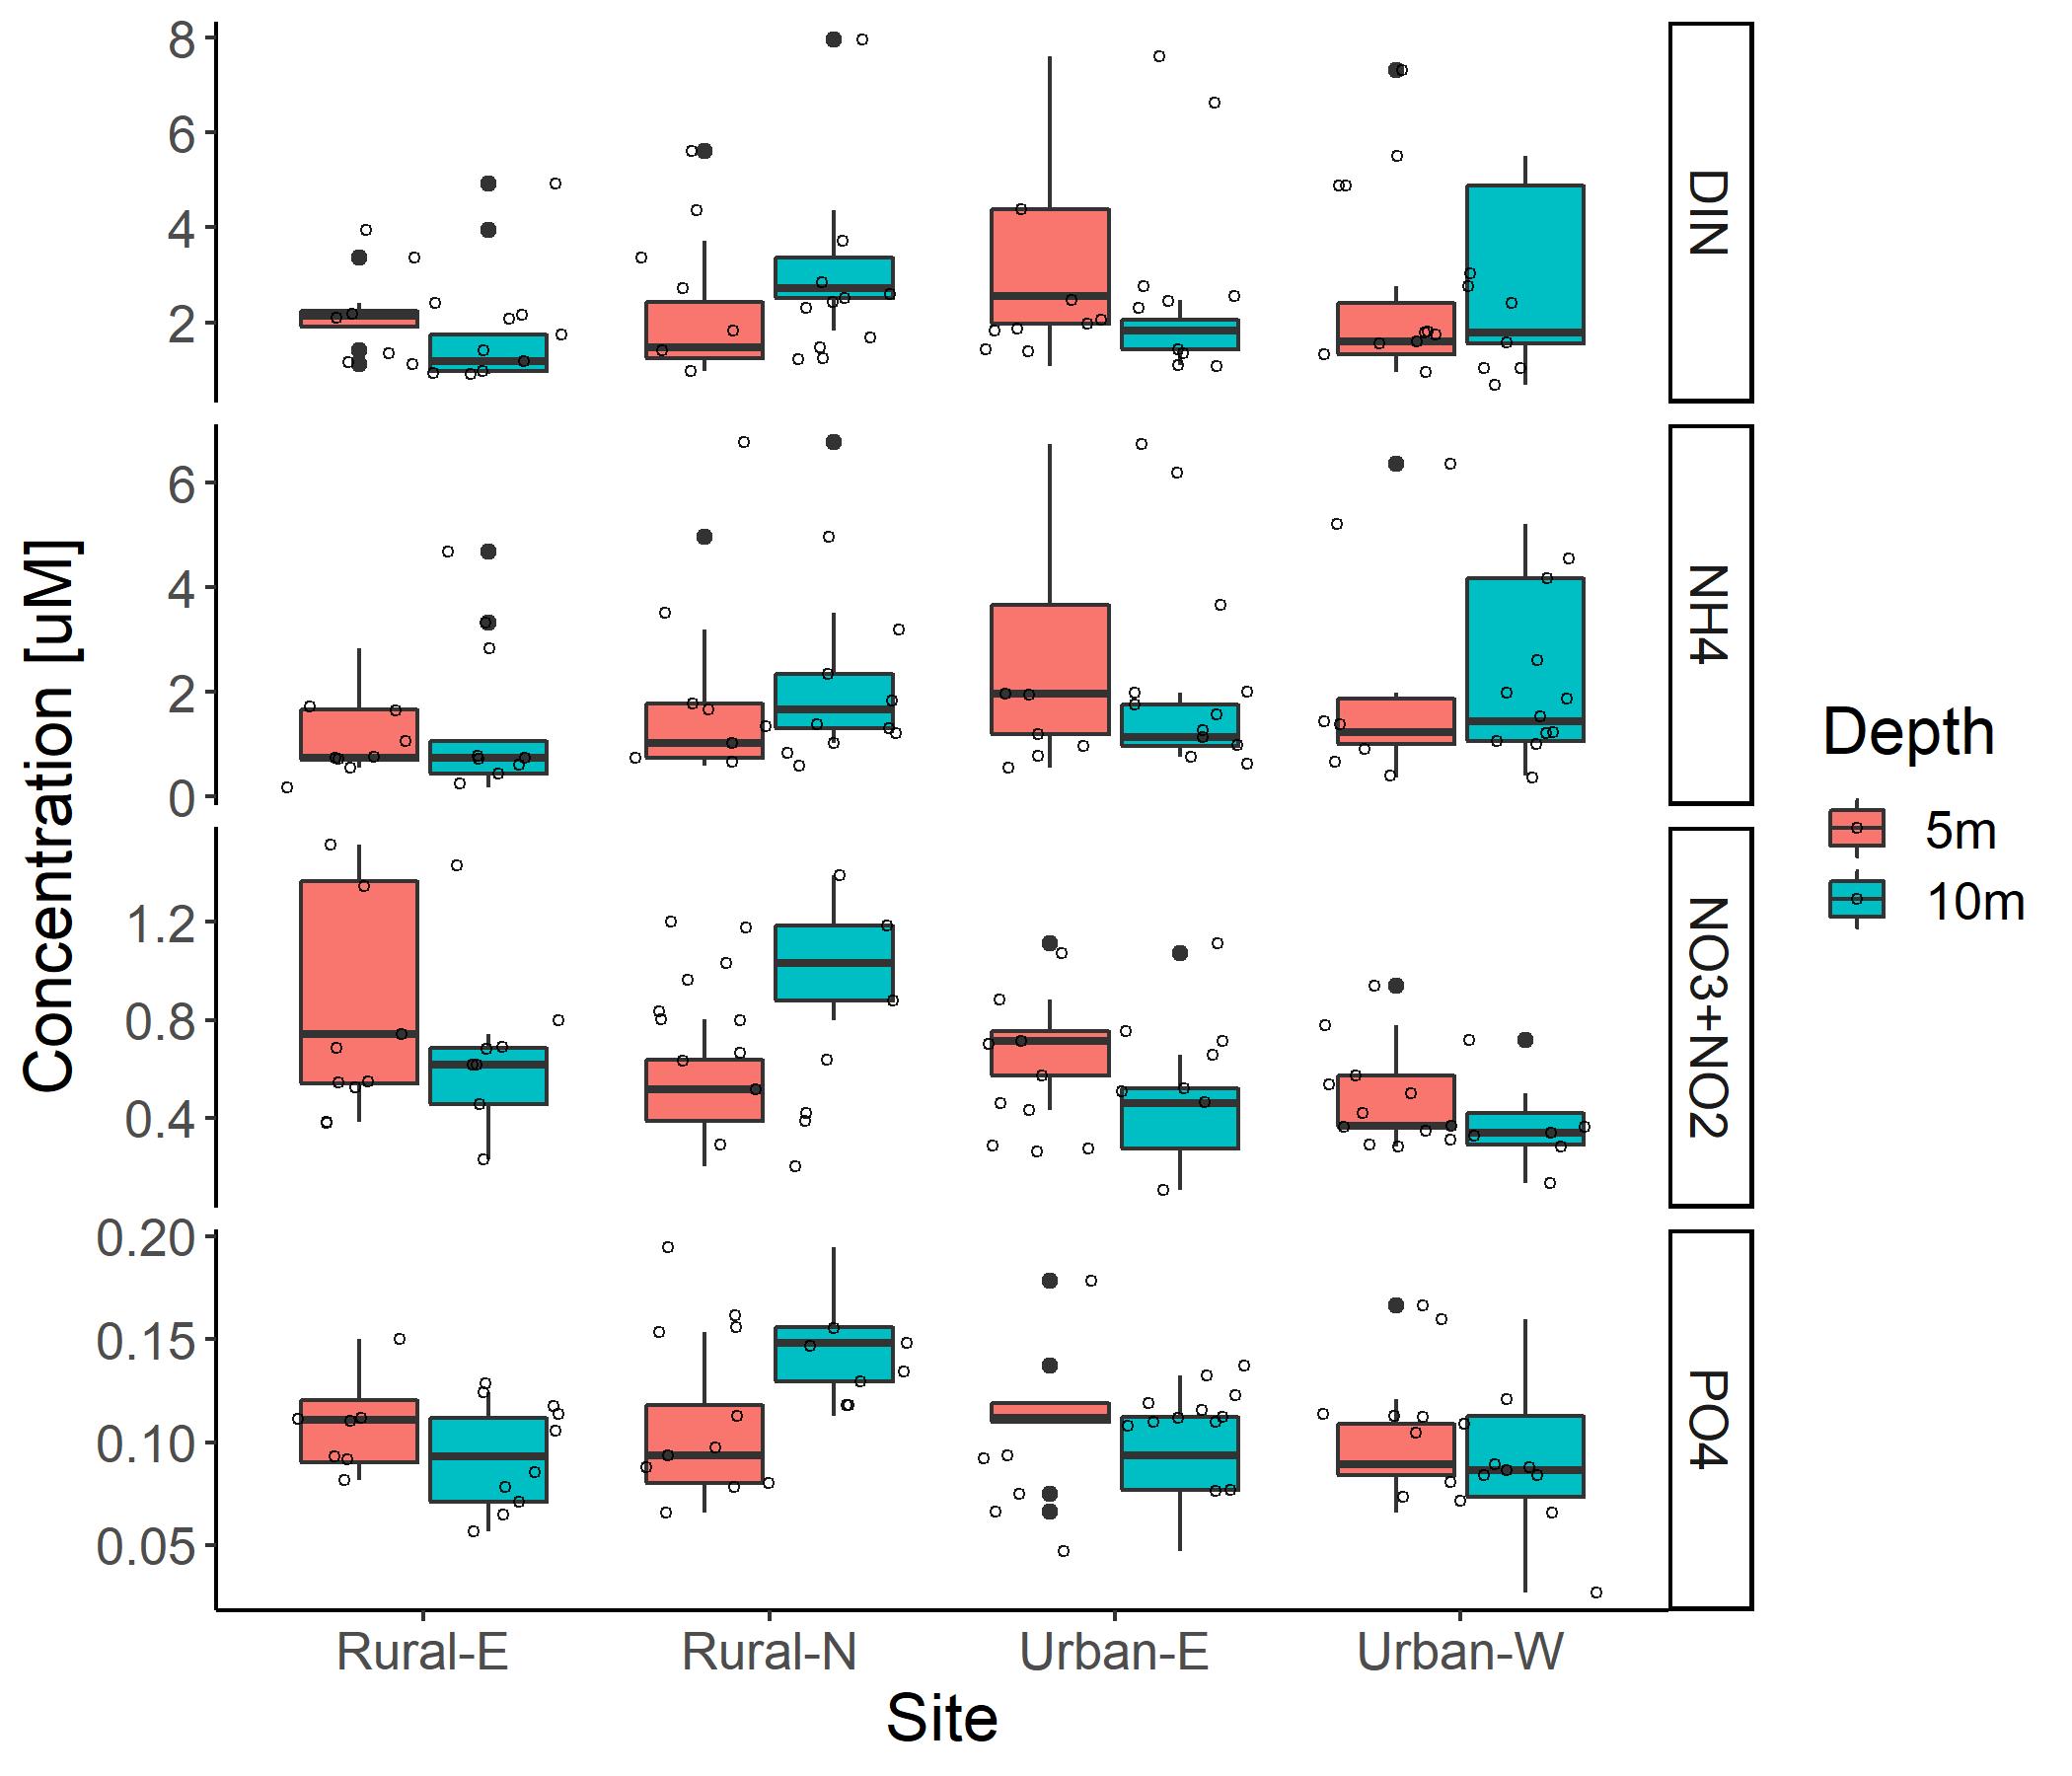 Concentration [uM]
8
6
4
2
DIN
6
4
2
0
NH4
1.2
0.8
0.4
NO3+NO2
0.20
0.15
0.10
0.05
PO4
Rural-E
Rural-N
Urban-E
Urban-W
Site
Depth
5m
10m